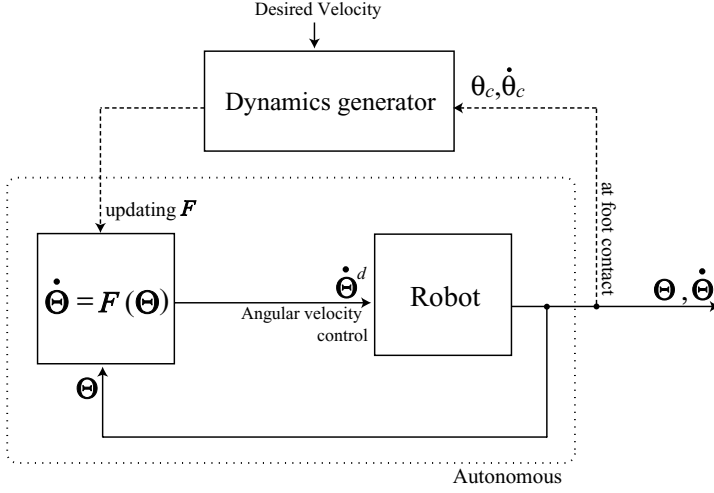 Desired Velocity
Dynamics generator
θc,θ̇c
at foot contact
updating F
Θ̇ = F(Θ)
Θ̇d
Angular velocity
control
Robot
Θ , Θ̇
Θ
Autonomous